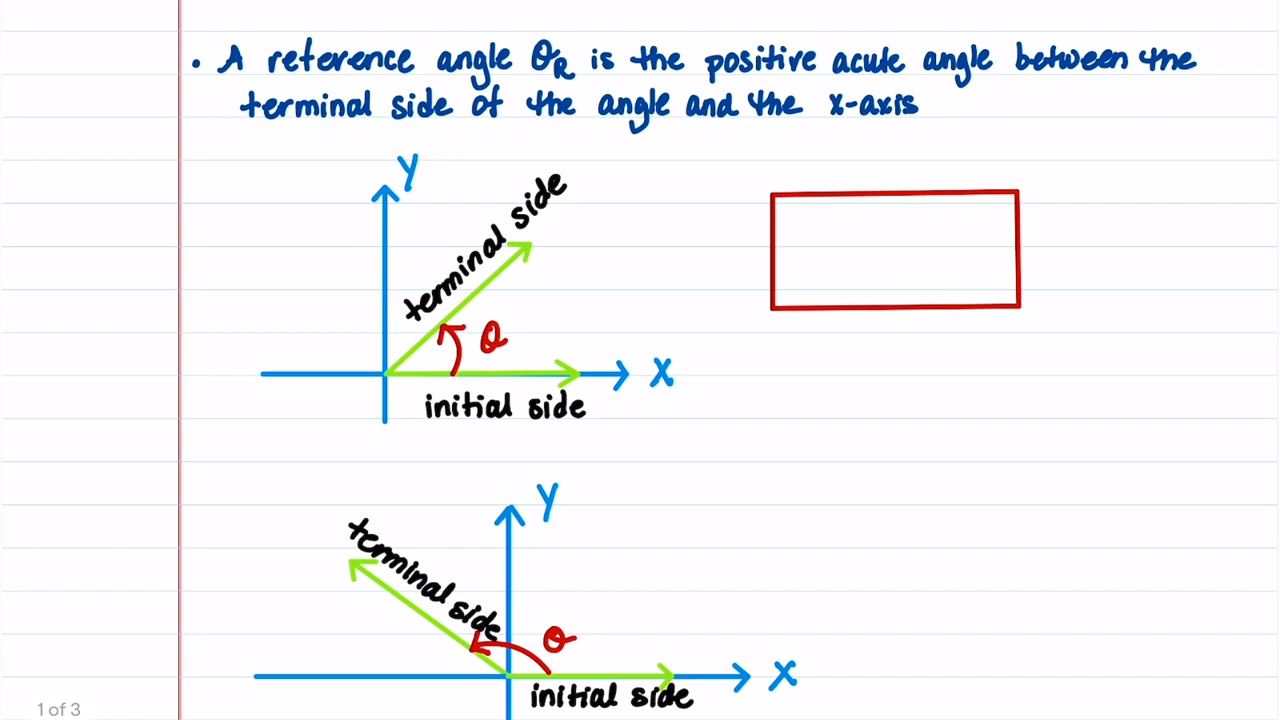 • A reference angle θR is the positive acute angle between the
terminal side of the angle and the x-axis
Y
terminal side
θ
X
initial side
Y
terminal side
θ
X
initial side
1 of 3